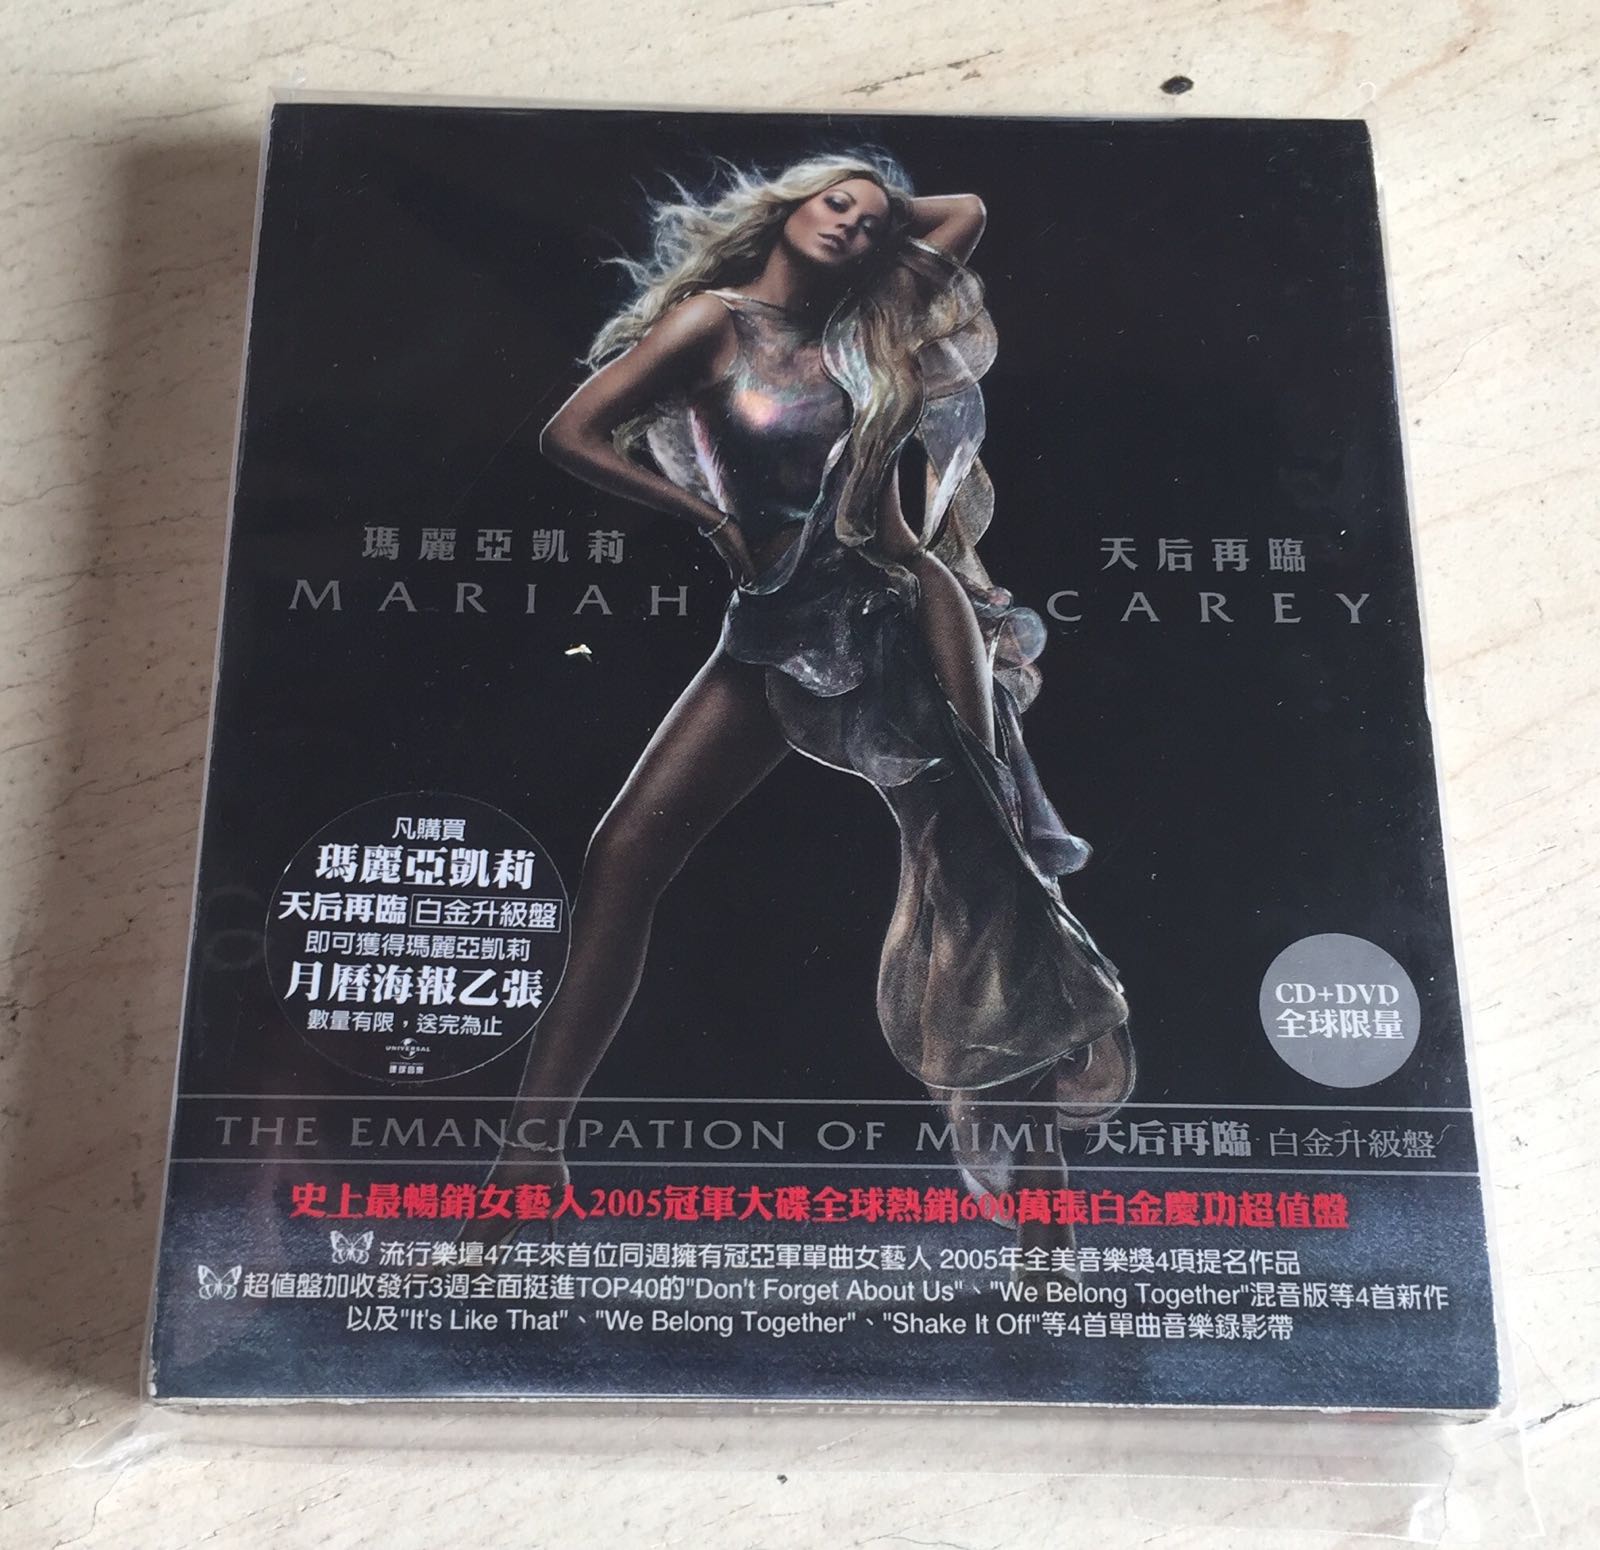 瑪麗亞凱莉
天后再臨
MARIAH CAREY
凡購買
瑪麗亞凱莉
天后再臨 白金升級盤
即可獲得瑪麗亞凱莉
月曆海報乙張
數量有限，送完為止
UNIVERSAL
環球音樂
CD+DVD
全球限量
THE EMANCIPATION OF MIMI 天后再臨 白金升級盤
史上最暢銷女藝人2005冠軍大碟全球熱銷600萬張白金慶功超值盤
流行樂壇47年來首位同週擁有冠亞軍單曲女藝人 2005年全美音樂獎4項提名作品
超值盤加收發行3週全面挺進TOP40的"Don't Forget About Us"、"We Belong Together"混音版等4首新作
以及"It's Like That"、"We Belong Together"、"Shake It Off"等4首單曲音樂錄影帶